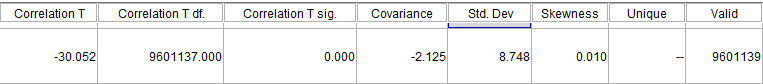 Correlation T Correlation T df. Correlation T sig. Covariance Std. Dev Skewness Unique Valid
-30.052 9601137.000 0.000 -2.125 8.748 0.010 -- 9601139